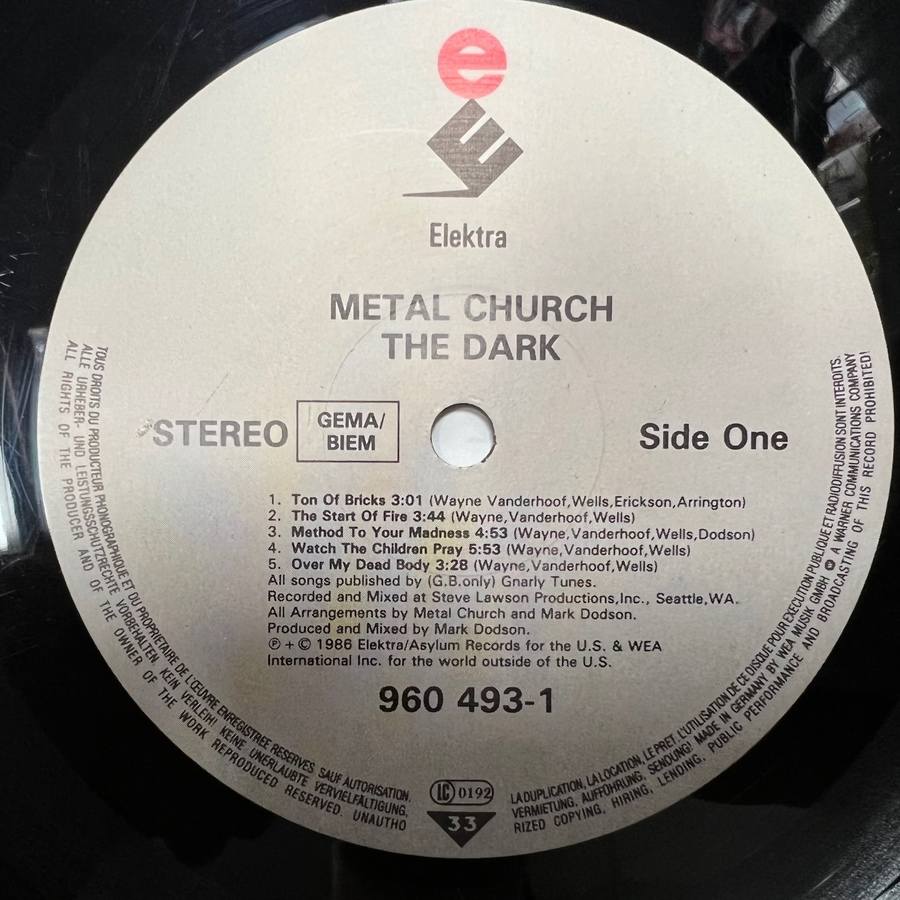 e
E
Elektra
METAL CHURCH
THE DARK
STEREO
GEMA/
BIEM
Side One
1. Ton Of Bricks 3:01 (Wayne Vanderhoof,Wells,Erickson,Arrington)
2. The Start Of Fire 3:44 (Wayne,Vanderhoof,Wells)
3. Method To Your Madness 4:53 (Wayne,Vanderhoof,Wells,Dodson)
4. Watch The Children Pray 5:53 (Wayne,Vanderhoof,Wells)
5. Over My Dead Body 3:28 (Wayne,Vanderhoof,Wells)
All songs published by (G.B.only) Gnarly Tunes.
Recorded and Mixed at Steve Lawson Productions,Inc., Seattle,WA.
All Arrangements by Metal Church and Mark Dodson.
Produced and Mixed by Mark Dodson.
℗ + © 1986 Elektra/Asylum Records for the U.S. & WEA
International Inc. for the world outside of the U.S.
960 493-1
TOUS DROITS DU PRODUCTEUR PHONOGRAPHIQUE ET DU PROPRIETAIRE DE L'ŒUVRE ENREGISTREE RESERVES SAUF AUTORISATION,
LA DUPLICATION, LA LOCATION, LE PRET, L'UTILISATION DE CE DISQUE POUR EXECUTION PUBLIQUE ET RADIODIFFUSION SONT INTERDITS.
ALLE URHEBER- UND LEISTUNGSSCHUTZRECHTE VORBEHALTEN KEIN VERLEIH! KEINE UNERLAUBTE VERVIELFÄLTIGUNG,
VERMIETUNG, AUFFÜHRUNG, SENDUNG! MADE IN GERMANY BY WEA MUSIK GMBH A WARNER COMMUNICATIONS COMPANY
ALL RIGHTS OF THE PRODUCER AND OF THE OWNER OF THE WORK REPRODUCED RESERVED. UNAUTHO
RIZED COPYING, HIRING, LENDING, PUBLIC PERFORMANCE AND BROADCASTING OF THIS RECORD PROHIBITED!
LC 0192
33